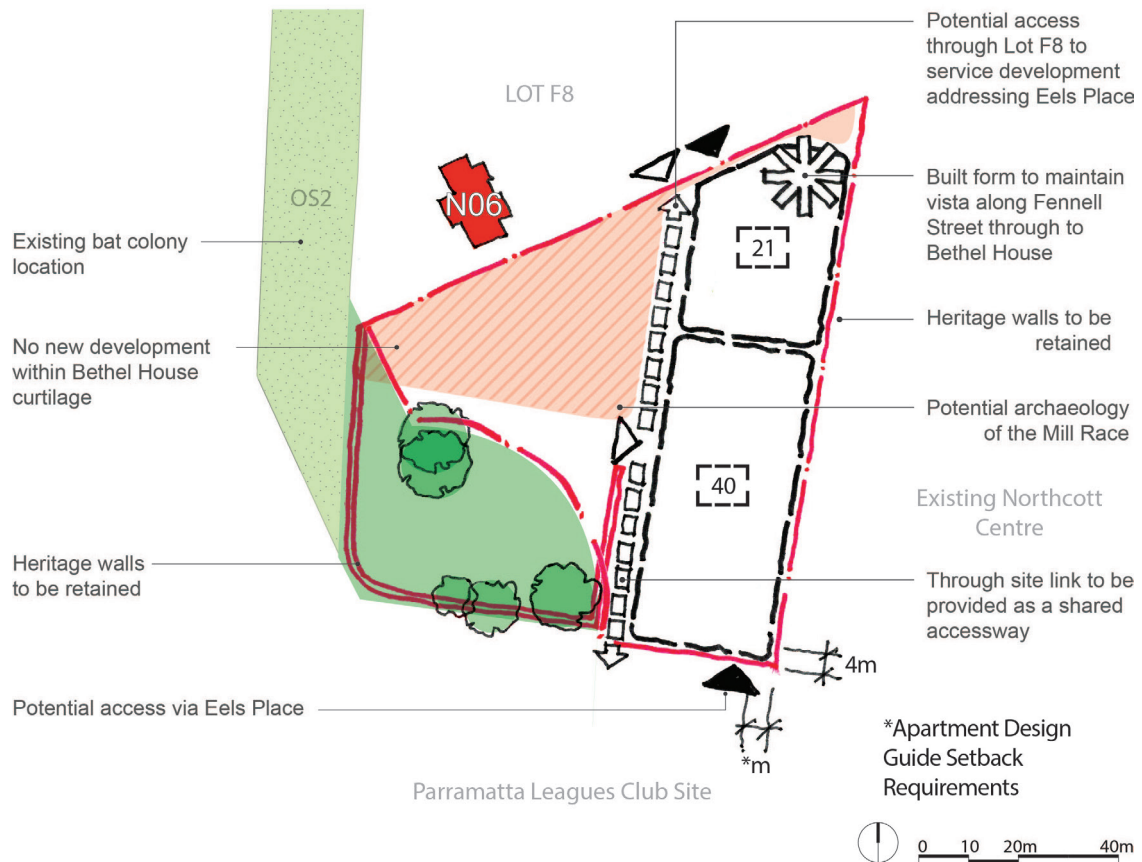 Potential access
through Lot F8 to
service development
addressing Eels Place
LOT F8
OS2
N06
Built form to maintain
vista along Fennell
Street through to
Bethel House
21
Existing bat colony
location
Heritage walls to be
retained
No new development
within Bethel House
curtilage
Potential archaeology
of the Mill Race
40
Existing Northcott
Centre
Heritage walls
to be retained
Through site link to be
provided as a shared
accessway
4m
Potential access via Eels Place
*m
*Apartment Design
Guide Setback
Requirements
Parramatta Leagues Club Site
0 10 20m 40m